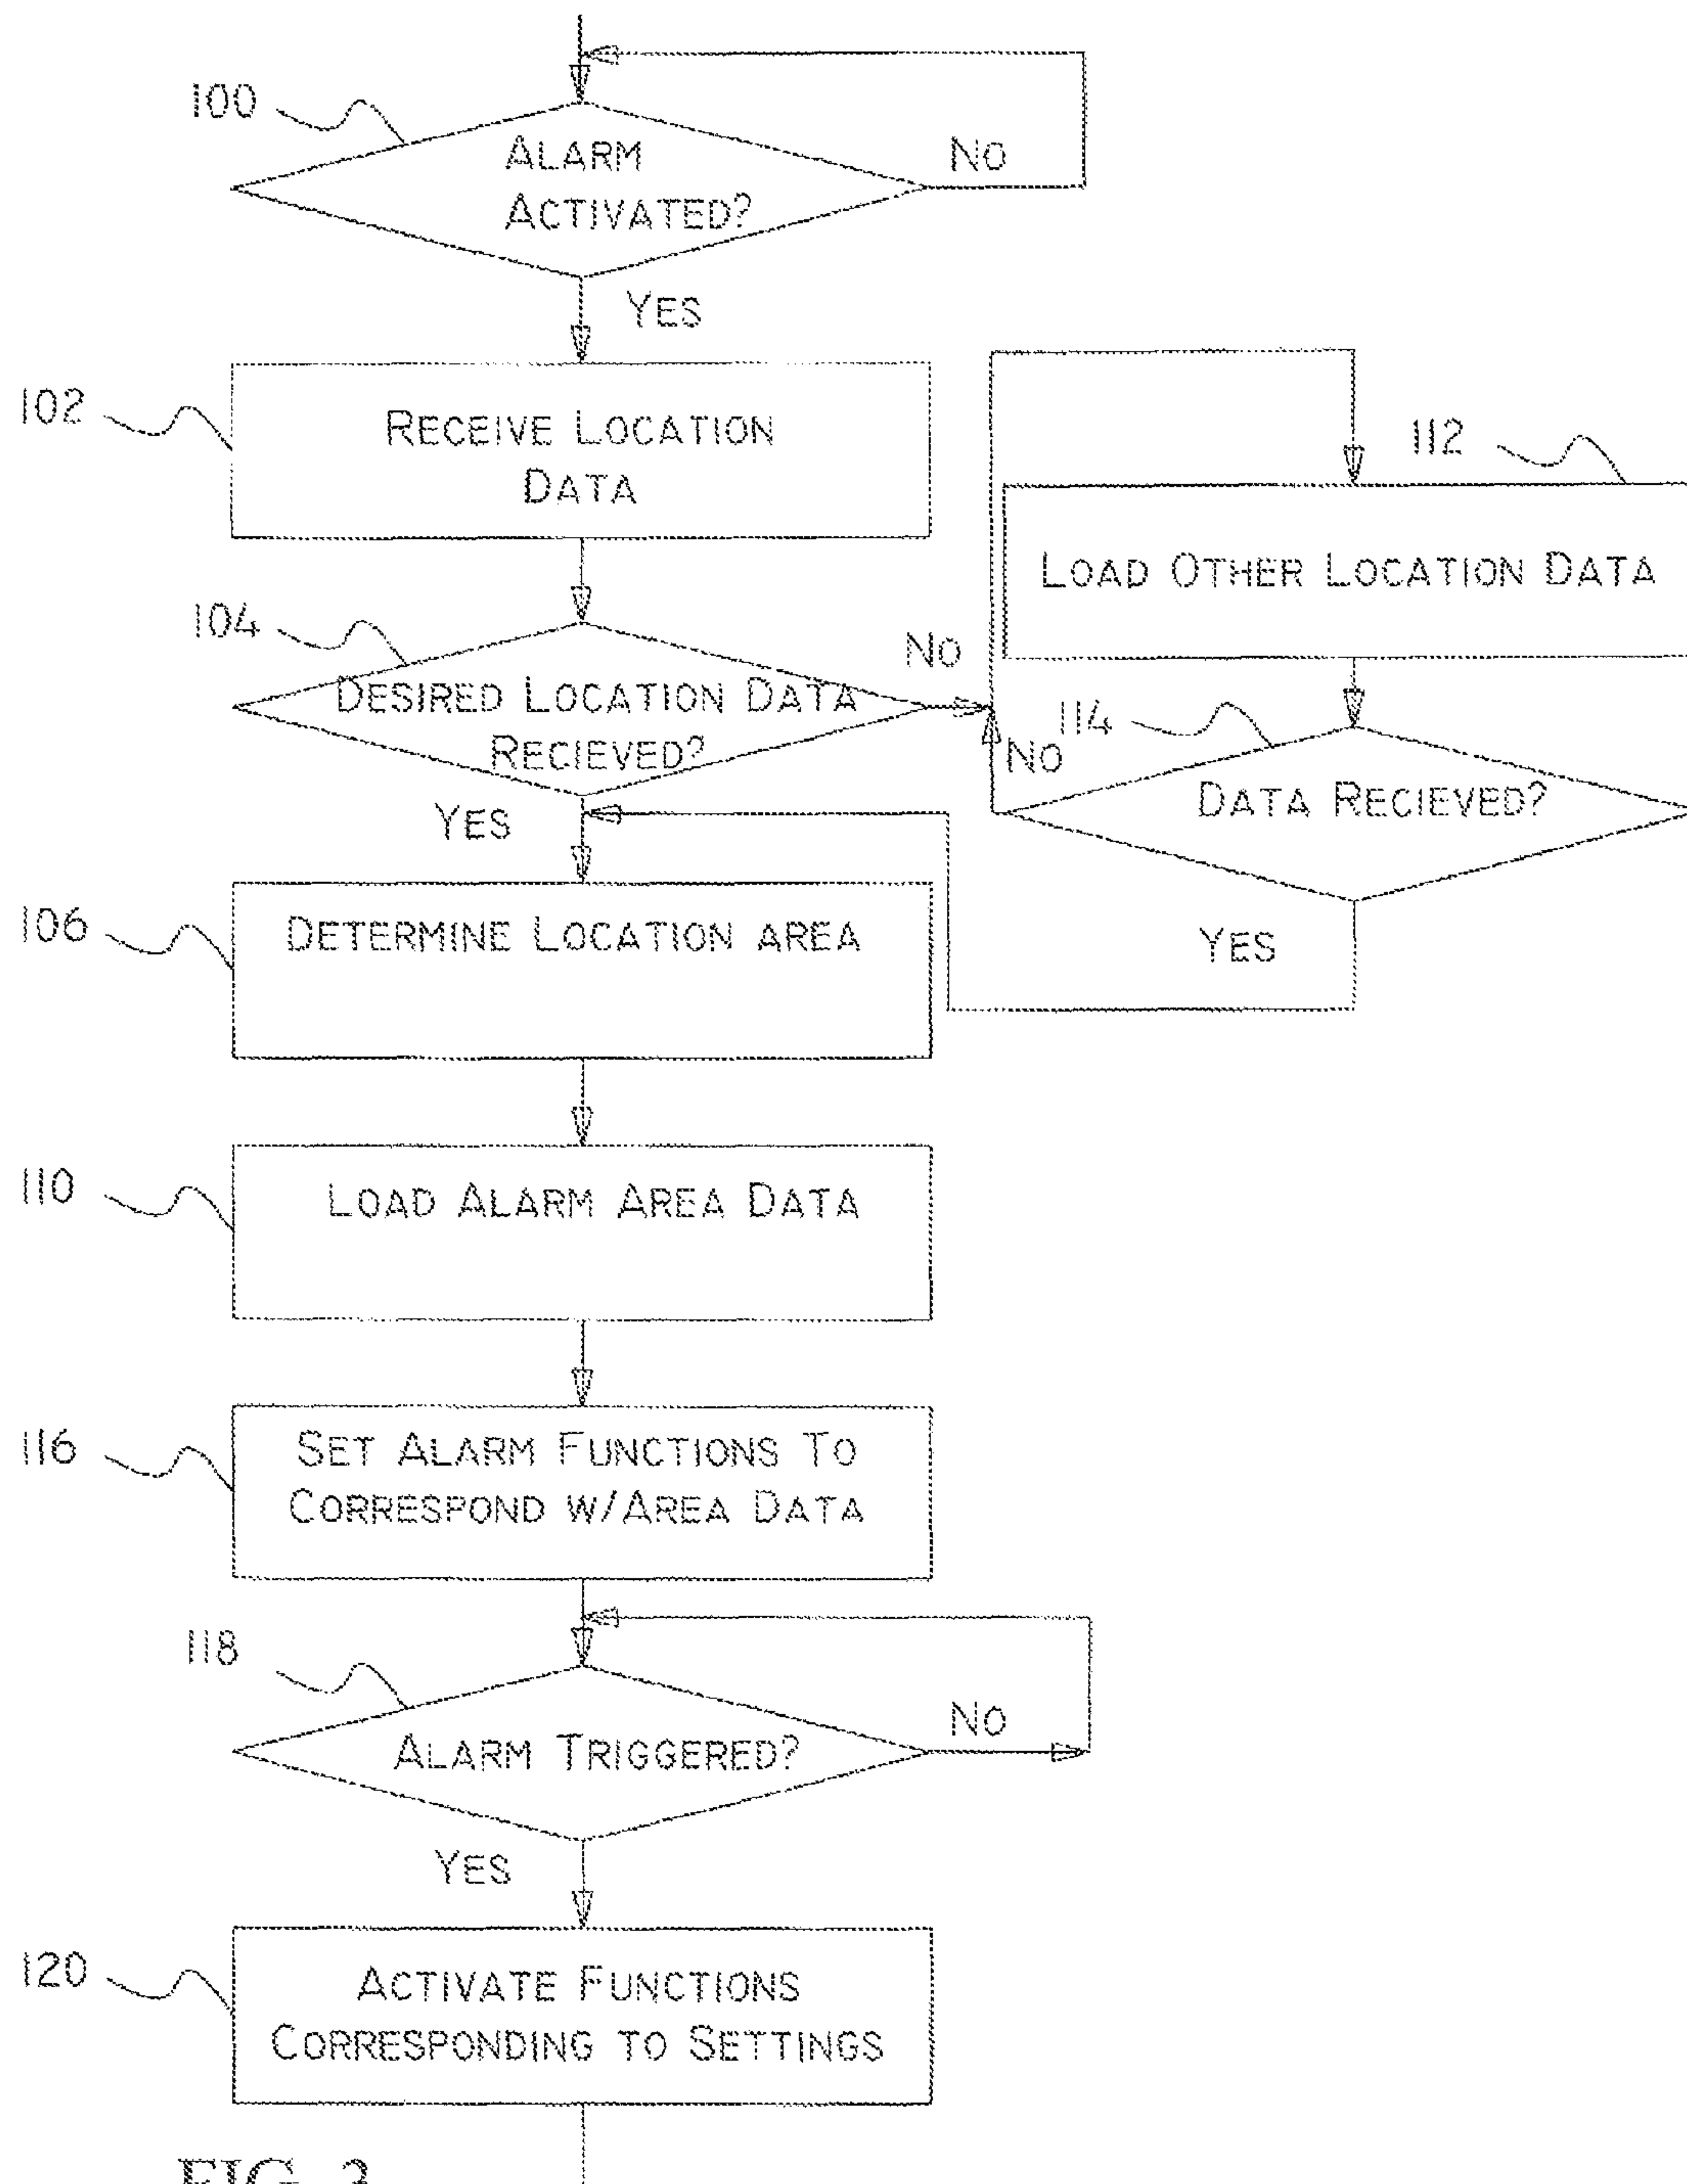 100
ALARM
ACTIVATED?
NO
YES
102
RECEIVE LOCATION
DATA
112
LOAD OTHER LOCATION DATA
104
DESIRED LOCATION DATA
RECIEVED?
NO
114
DATA RECIEVED?
NO
YES
YES
106
DETERMINE LOCATION AREA
110
LOAD ALARM AREA DATA
116
SET ALARM FUNCTIONS TO
CORRESPOND W/AREA DATA
118
ALARM TRIGGERED?
NO
YES
120
ACTIVATE FUNCTIONS
CORRESPONDING TO SETTINGS
FIG. 3